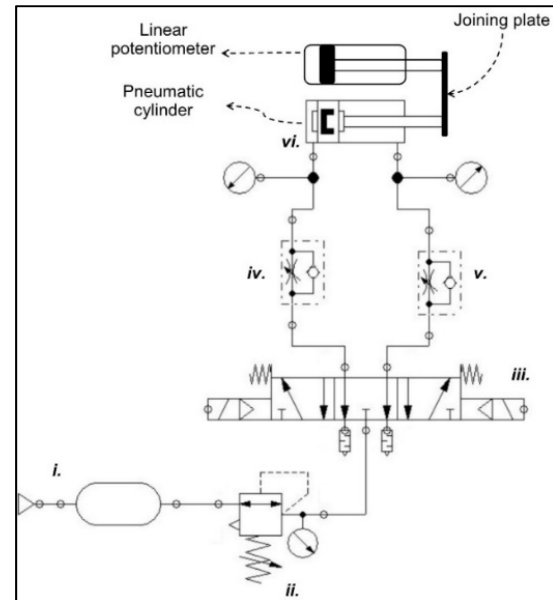 Linear
potentiometer
Joining plate
Pneumatic
cylinder
vi.
iv.
v.
iii.
i.
ii.